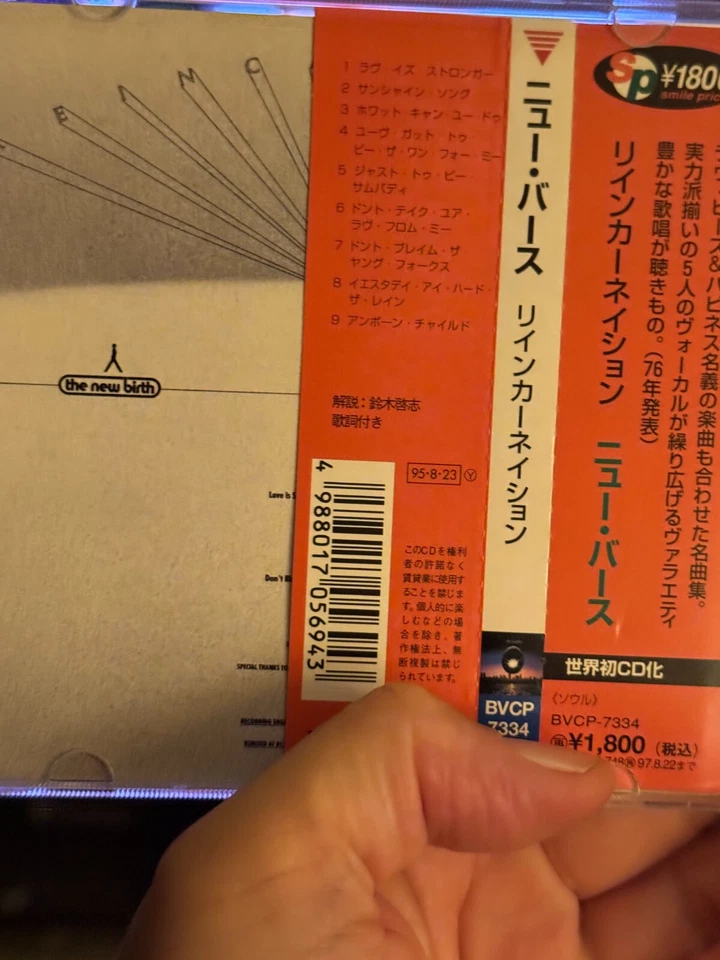 E
A
N
C
the new birth
Love Is S
Don't Bl
SPECIAL THANKS TO
1 ラヴ・イズ ストロンガー
2 サンシャイン・ソング
3 ホワット・キャン・ユー・ドゥ
4 ユーヴ・ガット・トゥ・
ビー・ザ・ワン・フォー・ミー
5 ジャスト・トゥ・ビー・
サムバディ
6 ドント・テイク・ユア・
ラヴ・フロム・ミー
7 ドント・ブレイム・ザ
ヤング・フォークス
8 イエスタデイ・アイ・ハード・
ザ・レイン
9 アンボーン・チャイルド
解説：鈴木啓志
歌詞付き
95・8・23 Ⓨ
4 988017 056943
このCDを権利
者の許諾なく
賃貸業に使用す
ることを禁じま
す。個人的に楽
しむなどの場
合を除き、著
作権法上、無
断複製は禁じ
られています。
ニュー・バース リインカーネイション
BVCP
7334
sp ¥1800
smile price
実力派揃いの5人のヴォーカルが繰り広げるヴァラエティ
豊かな歌唱が聴きもの。（76年発表）
リインカーネイション ニュー・バース
世界初CD化
〈ソウル〉
BVCP-7334
¥1,800（税込）
97.8.22まで